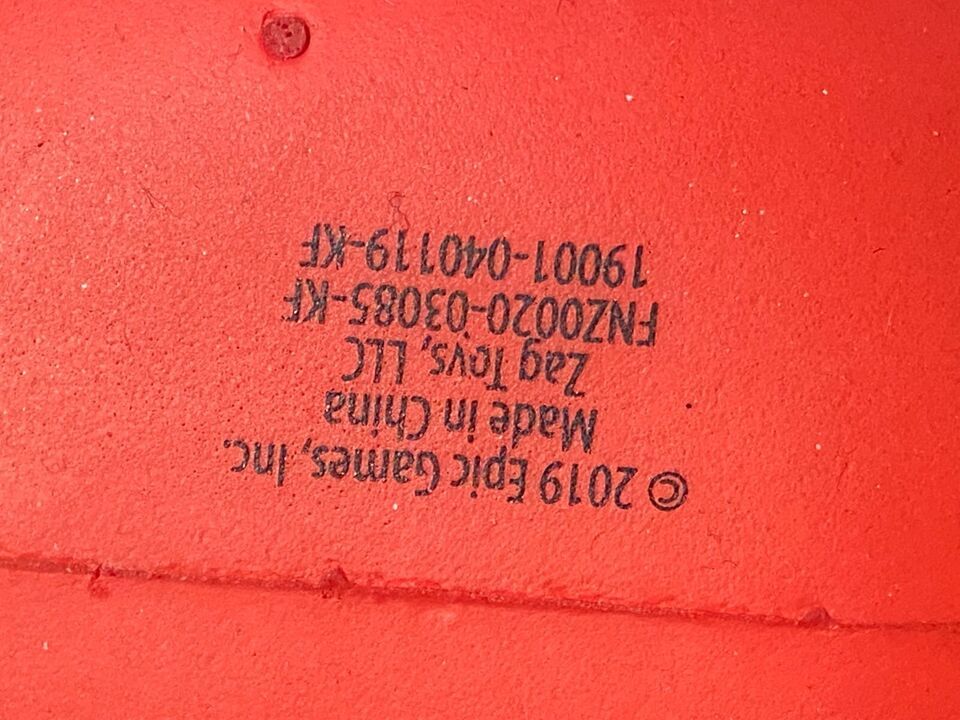 © 2019 Epic Games, Inc.
Made in China
Zag Toys, LLC
FNZ0020-03085-KF
19001-040119-KF